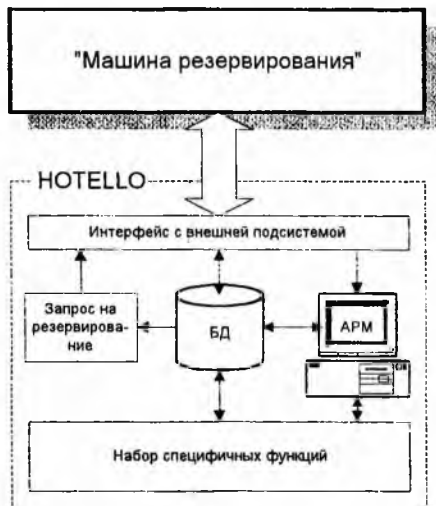 "Машина резервирования"
HOTELLO
Интерфейс с внешней подсистемой
Запрос на
резервирова-
ние
БД
АРМ
Набор специфичных функций